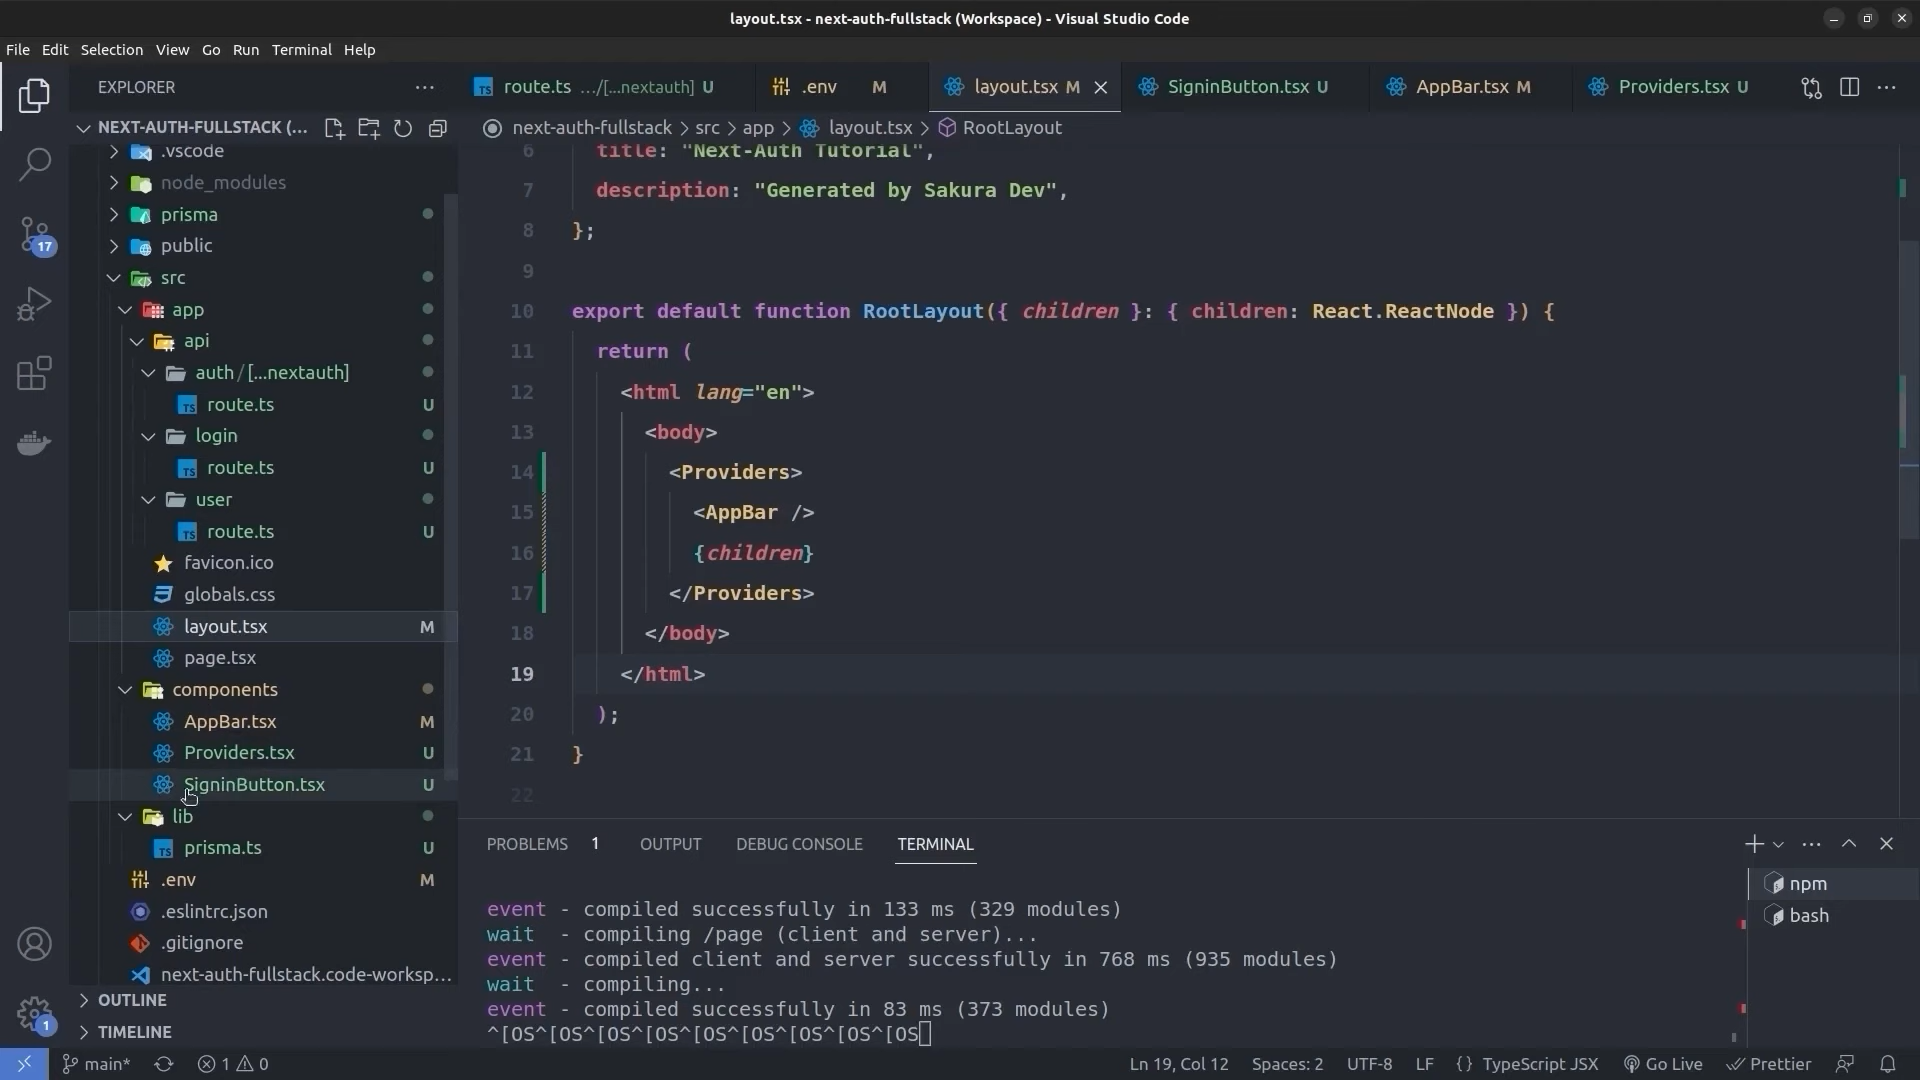 layout.tsx - next-auth-fullstack (Workspace) - Visual Studio Code
File Edit Selection View Go Run Terminal Help
EXPLORER
route.ts .../[...nextauth] U
.env M
layout.tsx M
SigninButton.tsx U
AppBar.tsx M
Providers.tsx U
NEXT-AUTH-FULLSTACK (...
next-auth-fullstack > src > app > layout.tsx > RootLayout
.vscode
node_modules
prisma
public
17
src
app
api
auth/[...nextauth]
route.ts U
login
route.ts U
user
route.ts U
favicon.ico
globals.css
layout.tsx M
page.tsx
components
AppBar.tsx M
Providers.tsx U
SigninButton.tsx U
lib
prisma.ts U
.env M
.eslintrc.json
.gitignore
next-auth-fullstack.code-worksp...
OUTLINE
TIMELINE
1
6 title: "Next-Auth Tutorial",
7 description: "Generated by Sakura Dev",
8 };
9
10 export default function RootLayout({ children }: { children: React.ReactNode }) {
11 return (
12 <html lang="en">
13 <body>
14 <Providers>
15 <AppBar />
16 {children}
17 </Providers>
18 </body>
19 </html>
20 );
21 }
22
PROBLEMS 1 OUTPUT DEBUG CONSOLE TERMINAL
event - compiled successfully in 133 ms (329 modules)
wait - compiling /page (client and server)...
event - compiled client and server successfully in 768 ms (935 modules)
wait - compiling...
event - compiled successfully in 83 ms (373 modules)
^[OS^[OS^[OS^[OS^[OS^[OS^[OS^[OS
npm
bash
main* 1 0 Ln 19, Col 12 Spaces: 2 UTF-8 LF {} TypeScript JSX Go Live Prettier